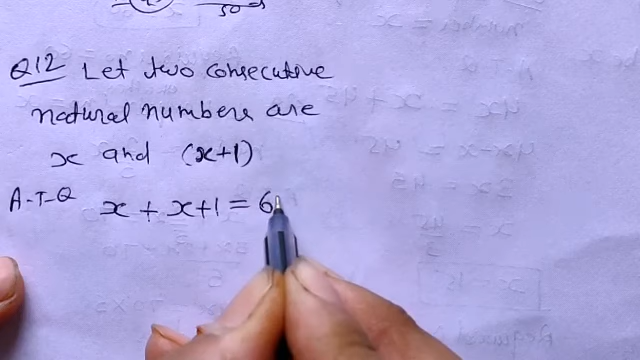 Q12 Let two consecutive
natural numbers are
x and (x+1)
A-T-Q x + x+1 = 6